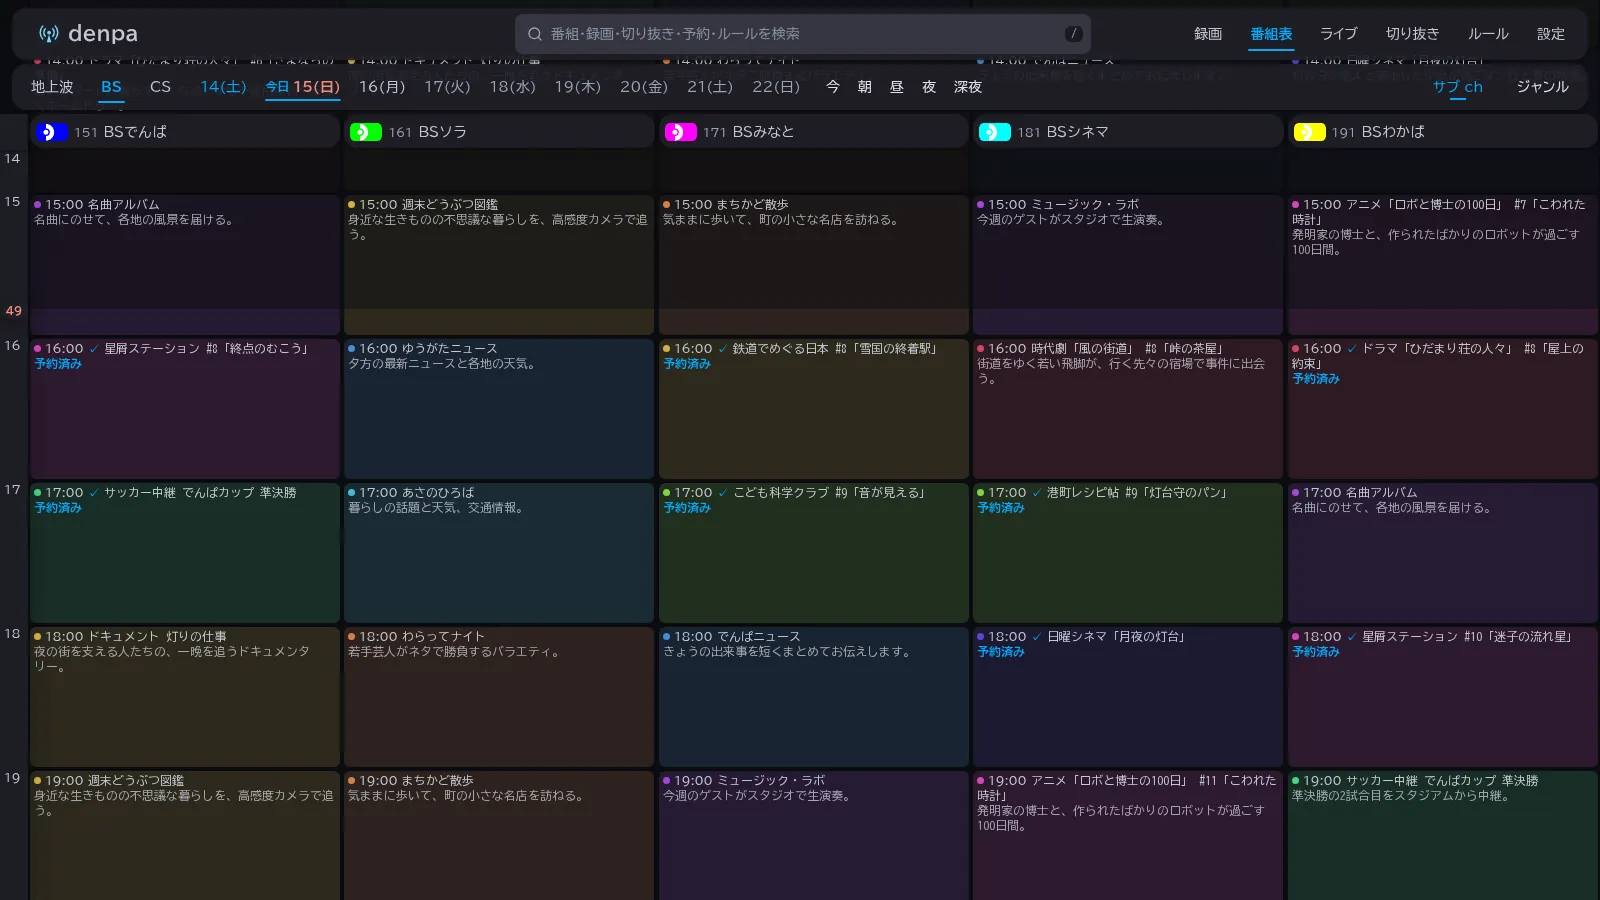 denpa
番組・録画・切り抜き・予約・ルールを検索 /
録画 番組表 ライブ 切り抜き ルール 設定
地上波 BS CS 14(土) 今日 15(日) 16(月) 17(火) 18(水) 19(木) 20(金) 21(土) 22(日) 今 朝 昼 夜 深夜 サブ ch ジャンル
151 BSでんぱ
161 BSソラ
171 BSみなと
181 BSシネマ
191 BSわかば
14
15
15:00 名曲アルバム
名曲にのせて、各地の風景を届ける。
15:00 週末どうぶつ図鑑
身近な生きものの不思議な暮らしを、高感度カメラで追
う。
15:00 まちかど散歩
気ままに歩いて、町の小さな名店を訪ねる。
15:00 ミュージック・ラボ
今週のゲストがスタジオで生演奏。
15:00 アニメ「ロボと博士の100日」 #7「こわれた
時計」
発明家の博士と、作られたばかりのロボットが過ごす
100日間。
49
16
16:00 ✓ 星屑ステーション #8「終点のむこう」
予約済み
16:00 ゆうがたニュース
夕方の最新ニュースと各地の天気。
16:00 ✓ 鉄道でめぐる日本 #8「雪国の終着駅」
予約済み
16:00 時代劇「風の街道」 #8「峠の茶屋」
街道をゆく若い飛脚が、行く先々の宿場で事件に出会
う。
16:00 ✓ ドラマ「ひだまり荘の人々」 #8「屋上の
約束」
予約済み
17
17:00 ✓ サッカー中継 でんぱカップ 準決勝
予約済み
17:00 あさのひろば
暮らしの話題と天気、交通情報。
17:00 ✓ こども科学クラブ #9「音が見える」
予約済み
17:00 ✓ 港町レシピ帖 #9「灯台守のパン」
予約済み
17:00 名曲アルバム
名曲にのせて、各地の風景を届ける。
18
18:00 ドキュメント 灯りの仕事
夜の街を支える人たちの、一晩を追うドキュメンタ
リー。
18:00 わらってナイト
若手芸人がネタで勝負するバラエティ。
18:00 でんぱニュース
きょうの出来事を短くまとめてお伝えします。
18:00 ✓ 日曜シネマ「月夜の灯台」
予約済み
18:00 ✓ 星屑ステーション #10「迷子の流れ星」
予約済み
19
19:00 週末どうぶつ図鑑
身近な生きものの不思議な暮らしを、高感度カメラで追
う。
19:00 まちかど散歩
気ままに歩いて、町の小さな名店を訪ねる。
19:00 ミュージック・ラボ
今週のゲストがスタジオで生演奏。
19:00 アニメ「ロボと博士の100日」 #11「こわれた
時計」
発明家の博士と、作られたばかりのロボットが過ごす
100日間。
19:00 サッカー中継 でんぱカップ 準決勝
準決勝の2試合目をスタジアムから中継。